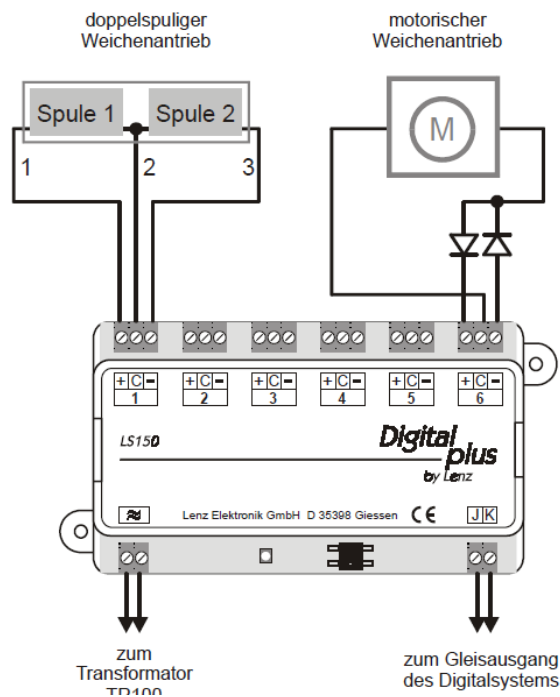 doppelspuliger
Weichenantrieb
motorischer
Weichenantrieb
Spule 1
Spule 2
M
1
2
3
+ C -
1
+ C -
2
+ C -
3
+ C -
4
+ C -
5
+ C -
6
LS150
Digital
plus
by Lenz
Lenz Elektronik GmbH D 35398 Giessen CE
J K
zum
Transformator
TR100
zum Gleisausgang
des Digitalsystems